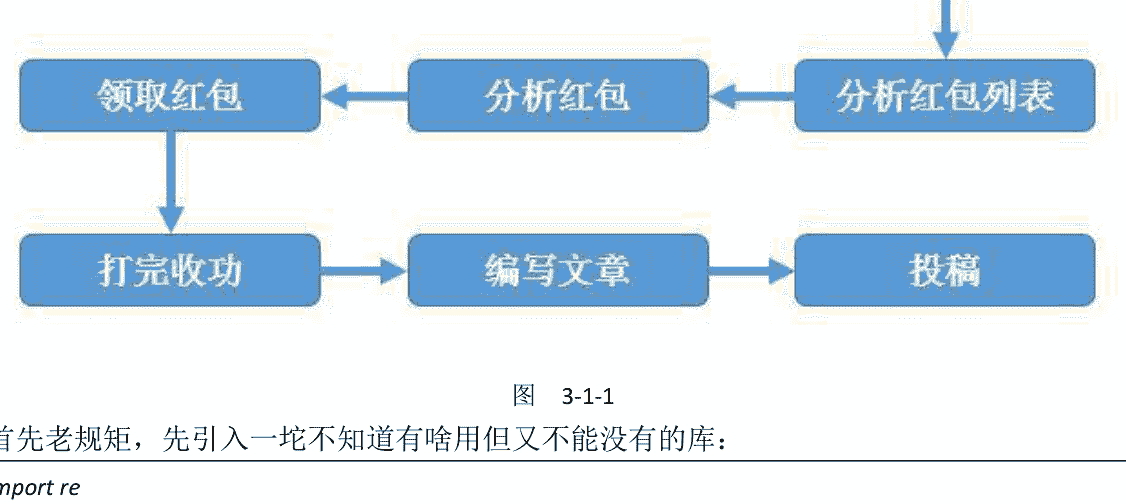 领取红包 分析红包 分析红包列表
打完收功 编写文章 投稿
图 3-1-1
首先老规矩，先引入一坨不知道有啥用但又不能没有的库：
mport re